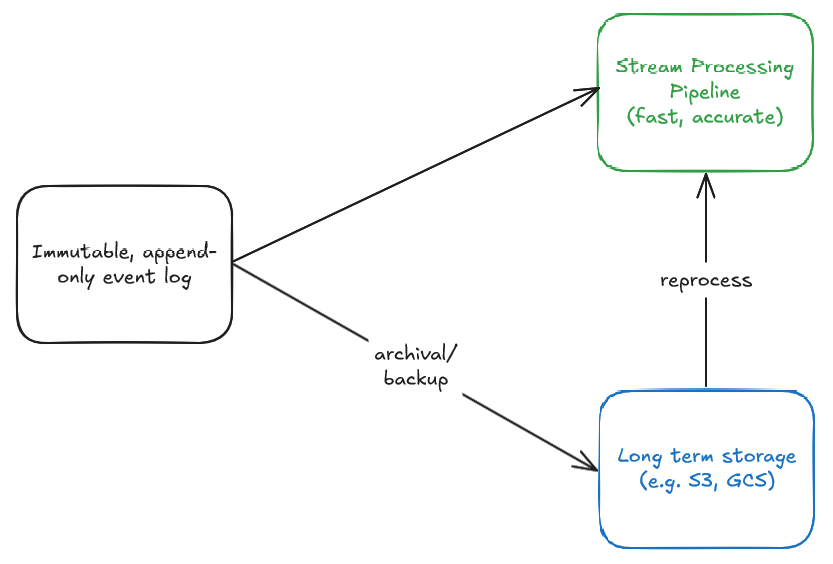 Stream Processing
Pipeline
(fast, accurate)
Immutable, append-
only event log
reprocess
archival/
backup
Long term storage
(e.g. S3, GCS)